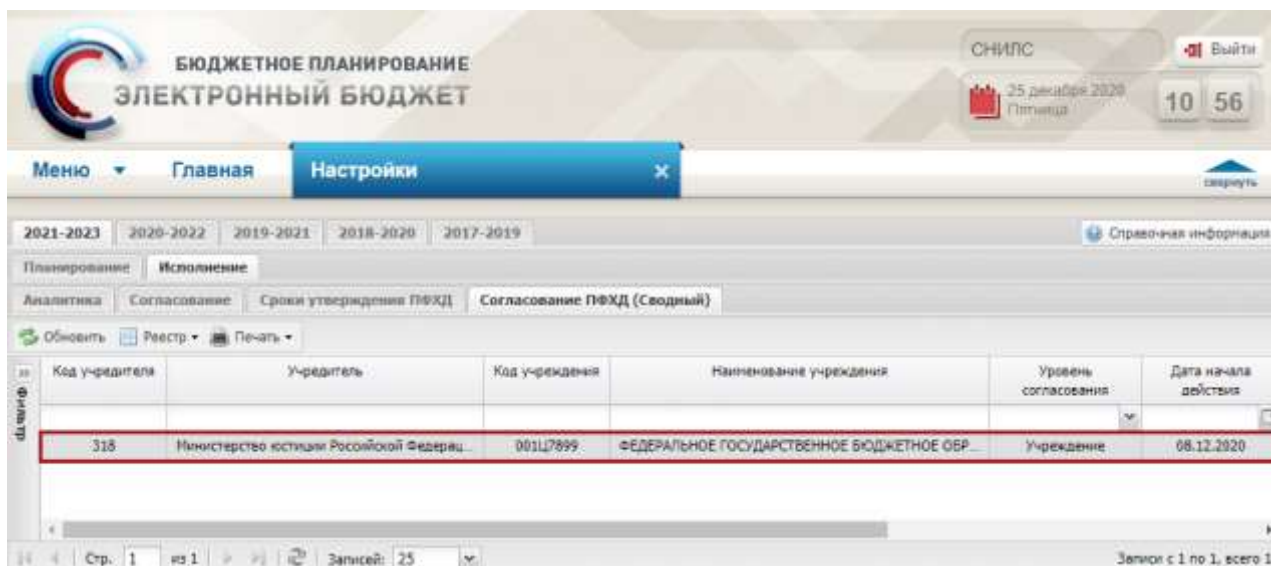 СНИЛС
Выйти
БЮДЖЕТНОЕ ПЛАНИРОВАНИЕ
ЭЛЕКТРОННЫЙ БЮДЖЕТ
25 декабря 2020
Пятница
10 56
Меню Главная Настройки
свернуть
2021-2023 2020-2022 2019-2021 2018-2020 2017-2019 Справочная информация
Планирование Исполнение
Аналитика Согласование Сроки утверждения ПФХД Согласование ПФХД (Сводный)
Обновить Реестр Печать
Фильтр
Код учредителя Учредитель Код учреждения Наименование учреждения Уровень согласования Дата начала действия
318 Министерство юстиции Российской Федерац... 001Ц7899 ФЕДЕРАЛЬНОЕ ГОСУДАРСТВЕННОЕ БЮДЖЕТНОЕ ОБР... Учреждение 08.12.2020
Стр. 1 из 1 Записей: 25 Записи с 1 по 1, всего 1